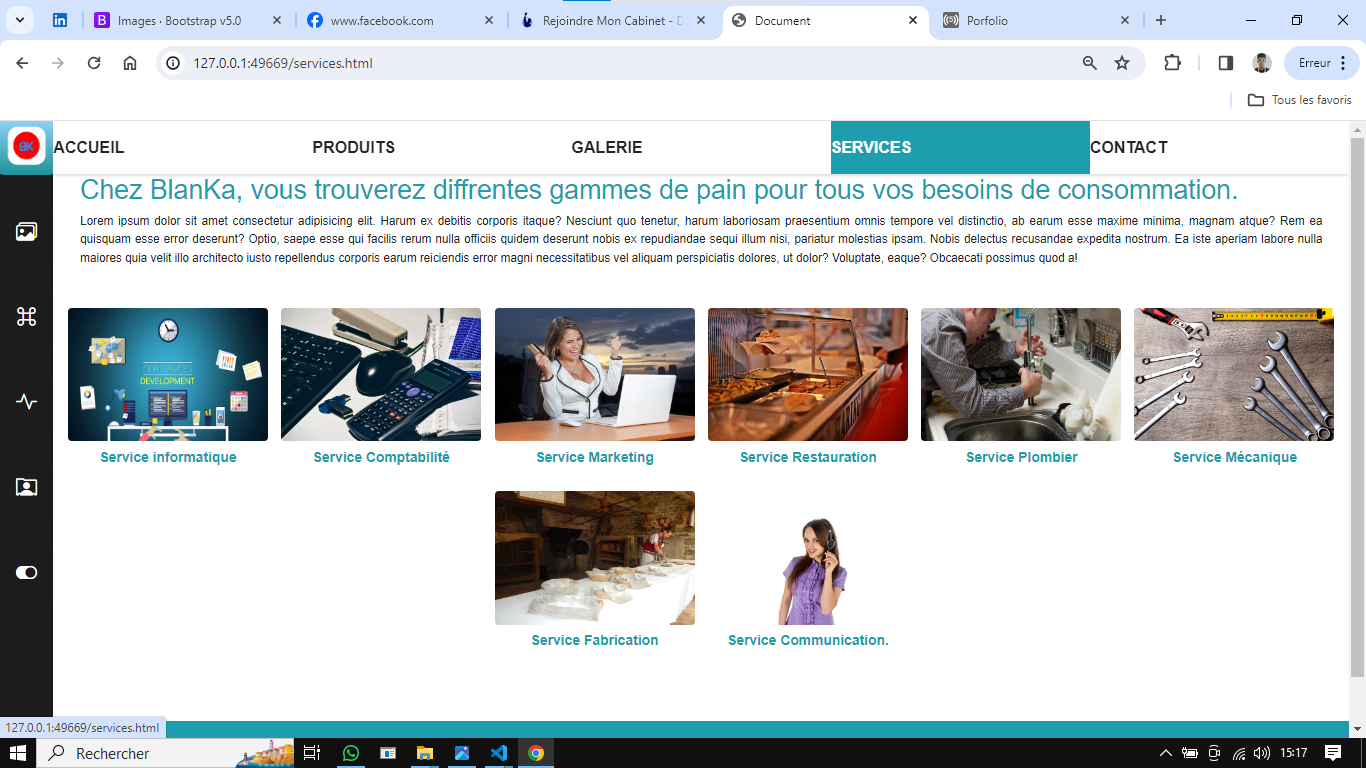 Images · Bootstrap v5.0
www.facebook.com
Rejoindre Mon Cabinet - D
Document
Porfolio
127.0.0.1:49669/services.html
Erreur
Tous les favoris
BK
ACCUEIL
PRODUITS
GALERIE
SERVICES
CONTACT
Chez BlanKa, vous trouverez diffrentes gammes de pain pour tous vos besoins de consommation.
Lorem ipsum dolor sit amet consectetur adipisicing elit. Harum ex debitis corporis itaque? Nesciunt quo tenetur, harum laboriosam praesentium omnis tempore vel distinctio, ab earum esse maxime minima, magnam atque? Rem ea
quisquam esse error deserunt? Optio, saepe esse qui facilis rerum nulla officiis quidem deserunt nobis ex repudiandae sequi illum nisi, pariatur molestias ipsam. Nobis delectus recusandae expedita nostrum. Ea iste aperiam labore nulla
maiores quia velit illo architecto iusto repellendus corporis earum reiciendis error magni necessitatibus vel aliquam perspiciatis dolores, ut dolor? Voluptate, eaque? Obcaecati possimus quod a!
OUR SERVICES
DEVELOPMENT
Service informatique
Service Comptabilité
Service Marketing
Service Restauration
Service Plombier
Service Mécanique
Service Fabrication
Service Communication.
127.0.0.1:49669/services.html
Rechercher
15:17